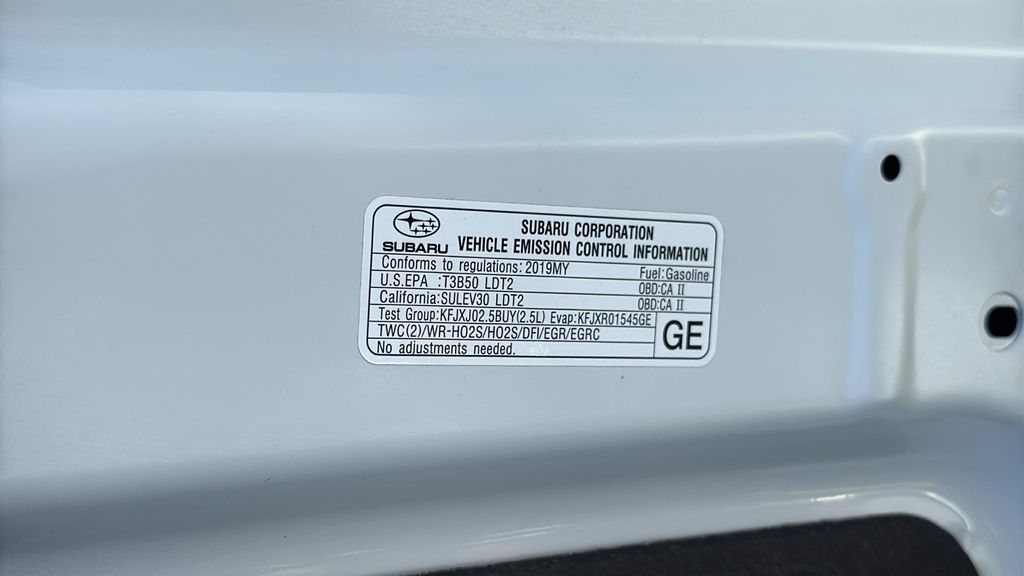 SUBARU
SUBARU CORPORATION
VEHICLE EMISSION CONTROL INFORMATION
Conforms to regulations: 2019MY Fuel:Gasoline
U.S.EPA :T3B50 LDT2 OBD:CA II
California:SULEV30 LDT2 OBD:CA II
Test Group:KFJXJ02.5BUY(2.5L) Evap:KFJXR01545GE
TWC(2)/WR-HO2S/HO2S/DFI/EGR/EGRC
No adjustments needed.
GE